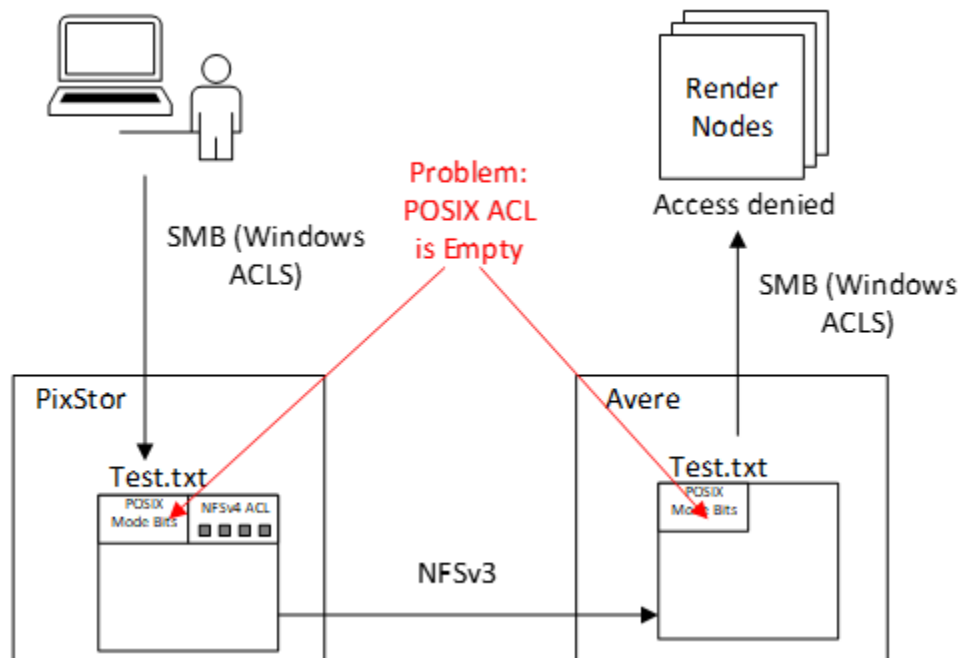 Render
Nodes
Problem:
POSIX ACL
is Empty
Access denied
SMB (Windows
ACLS)
SMB (Windows
ACLS)
PixStor
Avere
Test.txt
POSIX
Mode Bits
NFSv4 ACL
Test.txt
POSIX
Mode Bits
NFSv3